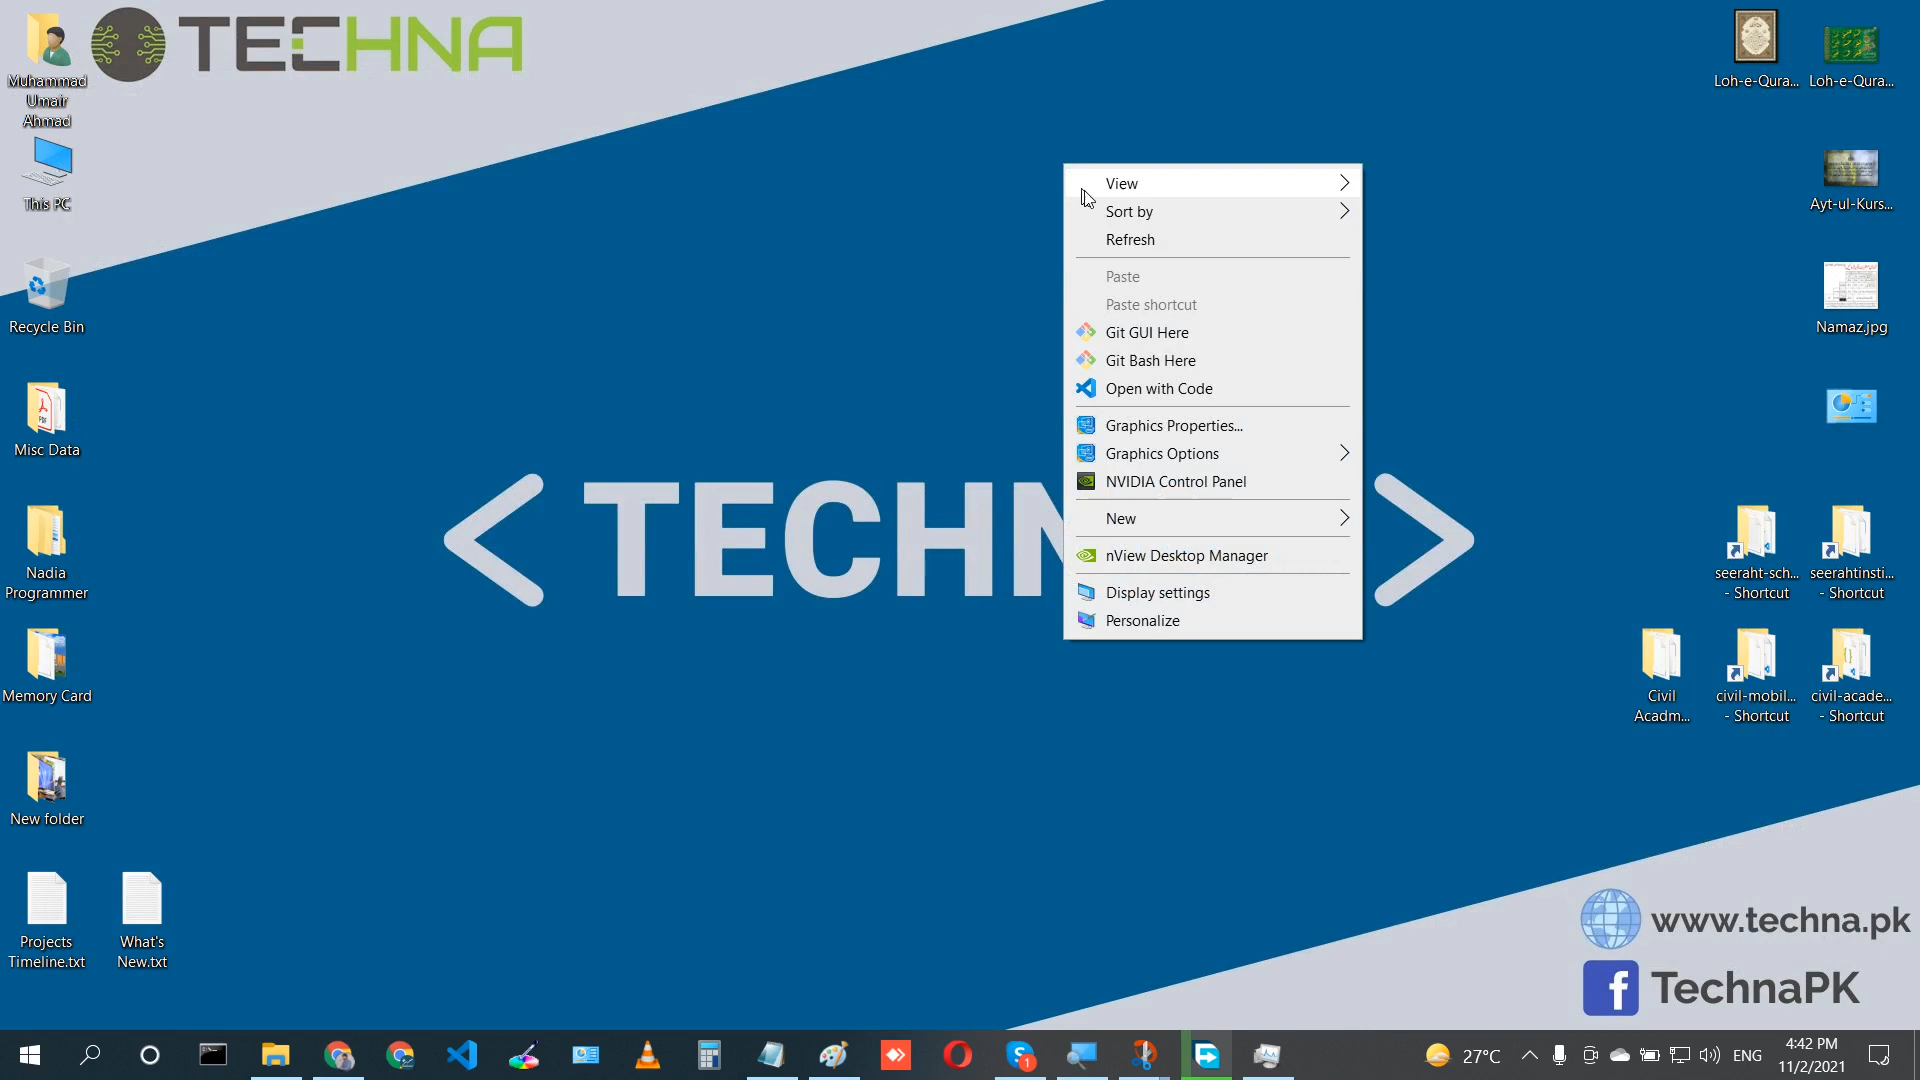 TECHNA
Muhammad
Umair
Ahmad
This PC
Recycle Bin
Misc Data
Nadia
Programmer
Memory Card
New folder
Projects
Timeline.txt
What's
New.txt
< TECHN >
View
Sort by
Refresh
Paste
Paste shortcut
Git GUI Here
Git Bash Here
Open with Code
Graphics Properties...
Graphics Options
NVIDIA Control Panel
New
nView Desktop Manager
Display settings
Personalize
Loh-e-Qura...
Loh-e-Qura...
Ayt-ul-Kurs...
Namaz.jpg
seeraht-sch...
- Shortcut
seerahtinsti...
- Shortcut
Civil
Acadm...
civil-mobil...
- Shortcut
civil-acade...
- Shortcut
www.techna.pk
TechnaPK
27°C
ENG
4:42 PM
11/2/2021